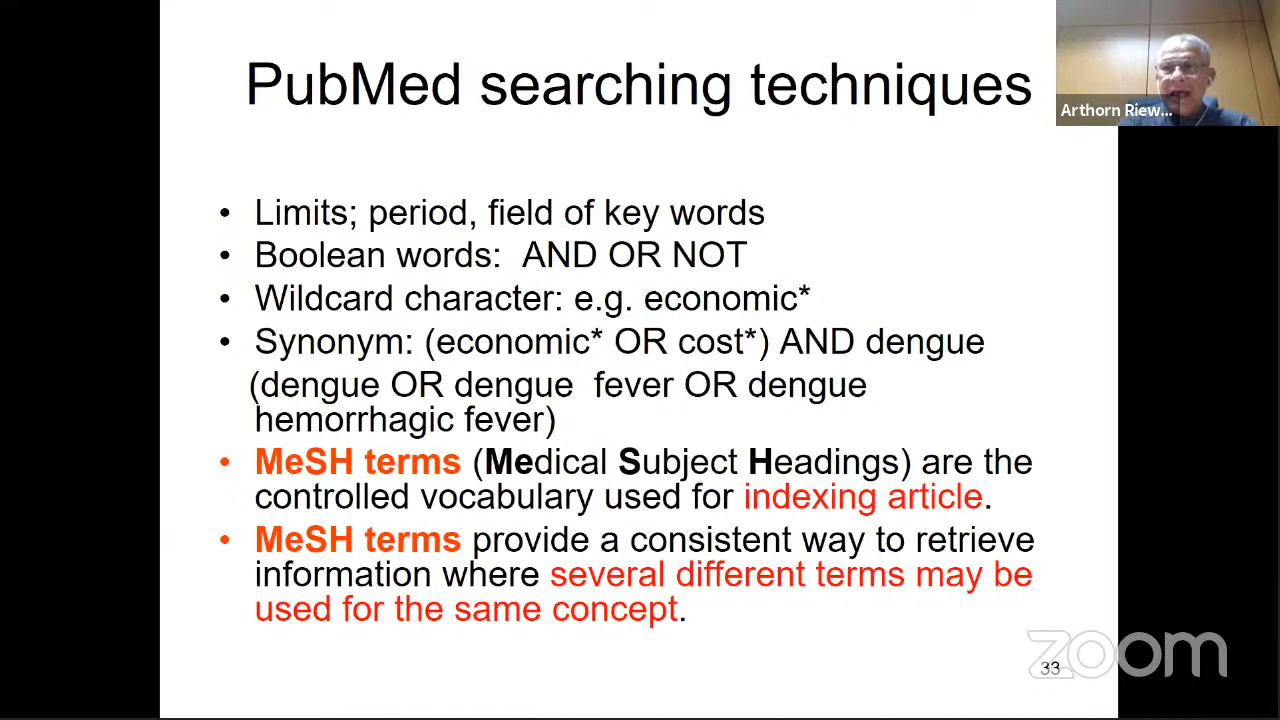 PubMed searching techniques
Arthorn Riew...
• Limits; period, field of key words
• Boolean words: AND OR NOT
• Wildcard character: e.g. economic*
• Synonym: (economic* OR cost*) AND dengue
(dengue OR dengue fever OR dengue
hemorrhagic fever)
• MeSH terms (Medical Subject Headings) are the
controlled vocabulary used for indexing article.
• MeSH terms provide a consistent way to retrieve
information where several different terms may be
used for the same concept.
33
zoom